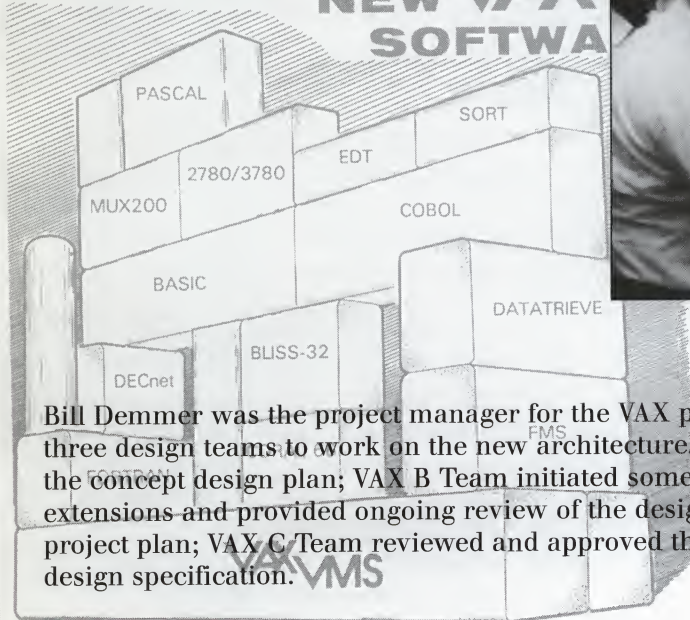 NEW VAX
SOFTWA
PASCAL
SORT
EDT
2780/3780
MUX200
COBOL
BASIC
DATATRIEVE
BLISS-32
DECnet
Bill Demmer was the project manager for the VAX p
FMS
three design teams to work on the new architecture.
FORTRAN
the concept design plan; VAX B Team initiated some
extensions and provided ongoing review of the desig
project plan; VAX C Team reviewed and approved th
design specification.
VAX VMS